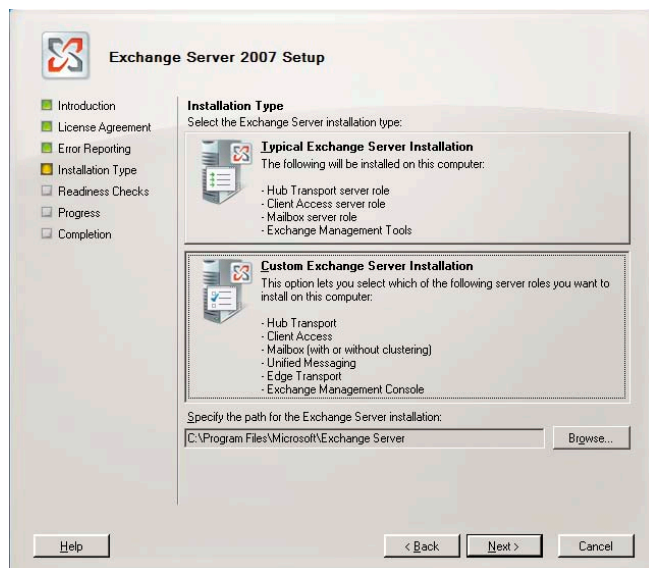 Exchange Server 2007 Setup
Introduction
License Agreement
Error Reporting
Installation Type
Readiness Checks
Progress
Completion
Installation Type
Select the Exchange Server installation type:
Typical Exchange Server Installation
The following will be installed on this computer:
- Hub Transport server role
- Client Access server role
- Mailbox server role
- Exchange Management Tools
Custom Exchange Server Installation
This option lets you select which of the following server roles you want to
install on this computer:
- Hub Transport
- Client Access
- Mailbox (with or without clustering)
- Unified Messaging
- Edge Transport
- Exchange Management Console
Specify the path for the Exchange Server installation:
C:\Program Files\Microsoft\Exchange Server
Browse...
Help
< Back
Next >
Cancel